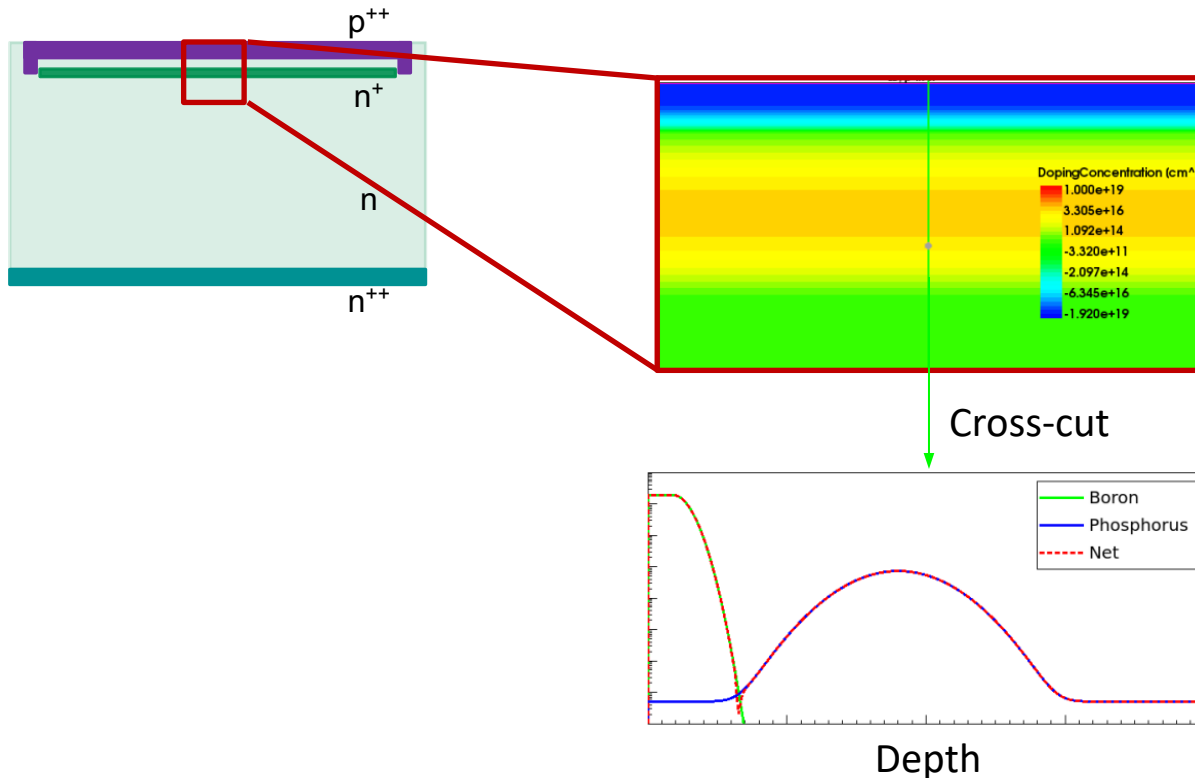 p++
n+
n
n++
DopingConcentration (cm^
1.000e+19
3.305e+16
1.092e+14
-3.320e+11
-2.097e+14
-6.345e+16
-1.920e+19
Cross-cut
Boron
Phosphorus
Net
Depth